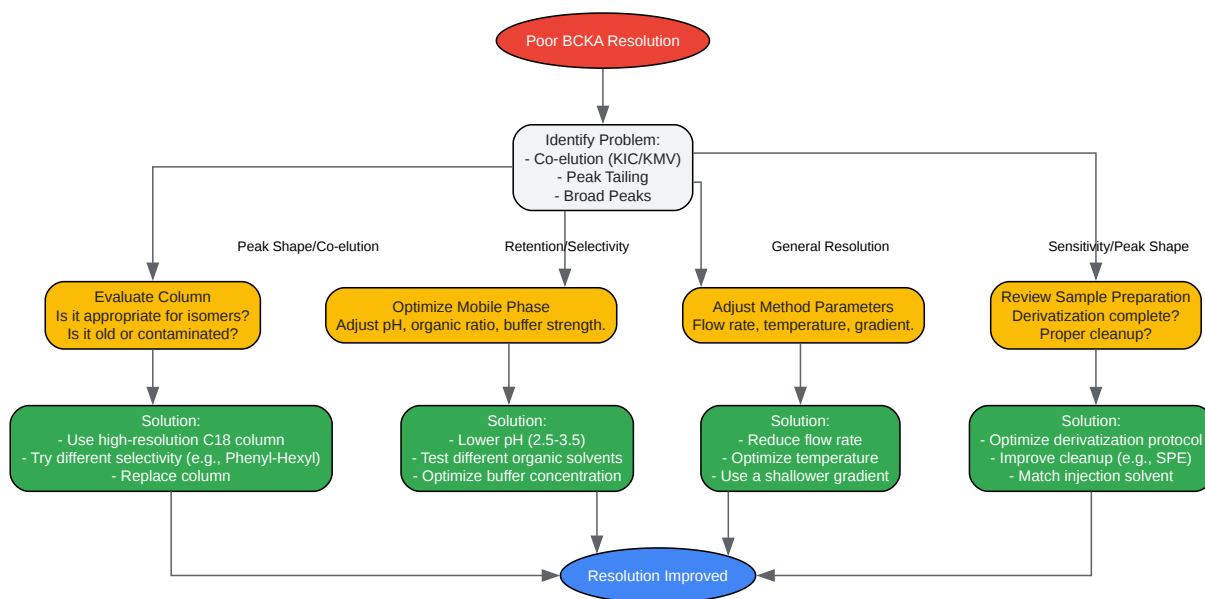 Poor BCKA Resolution
Identify Problem:
- Co-elution (KIC/KMV)
- Peak Tailing
- Broad Peaks
Peak Shape/Co-elution
Retention/Selectivity
General Resolution
Sensitivity/Peak Shape
Evaluate Column
Is it appropriate for isomers?
Is it old or contaminated?
Optimize Mobile Phase
Adjust pH, organic ratio, buffer strength.
Adjust Method Parameters
Flow rate, temperature, gradient.
Review Sample Preparation
Derivatization complete?
Proper cleanup?
Solution:
- Use high-resolution C18 column
- Try different selectivity (e.g., Phenyl-Hexyl)
- Replace column
Solution:
- Lower pH (2.5-3.5)
- Test different organic solvents
- Optimize buffer concentration
Solution:
- Reduce flow rate
- Optimize temperature
- Use a shallower gradient
Solution:
- Optimize derivatization protocol
- Improve cleanup (e.g., SPE)
- Match injection solvent
Resolution Improved